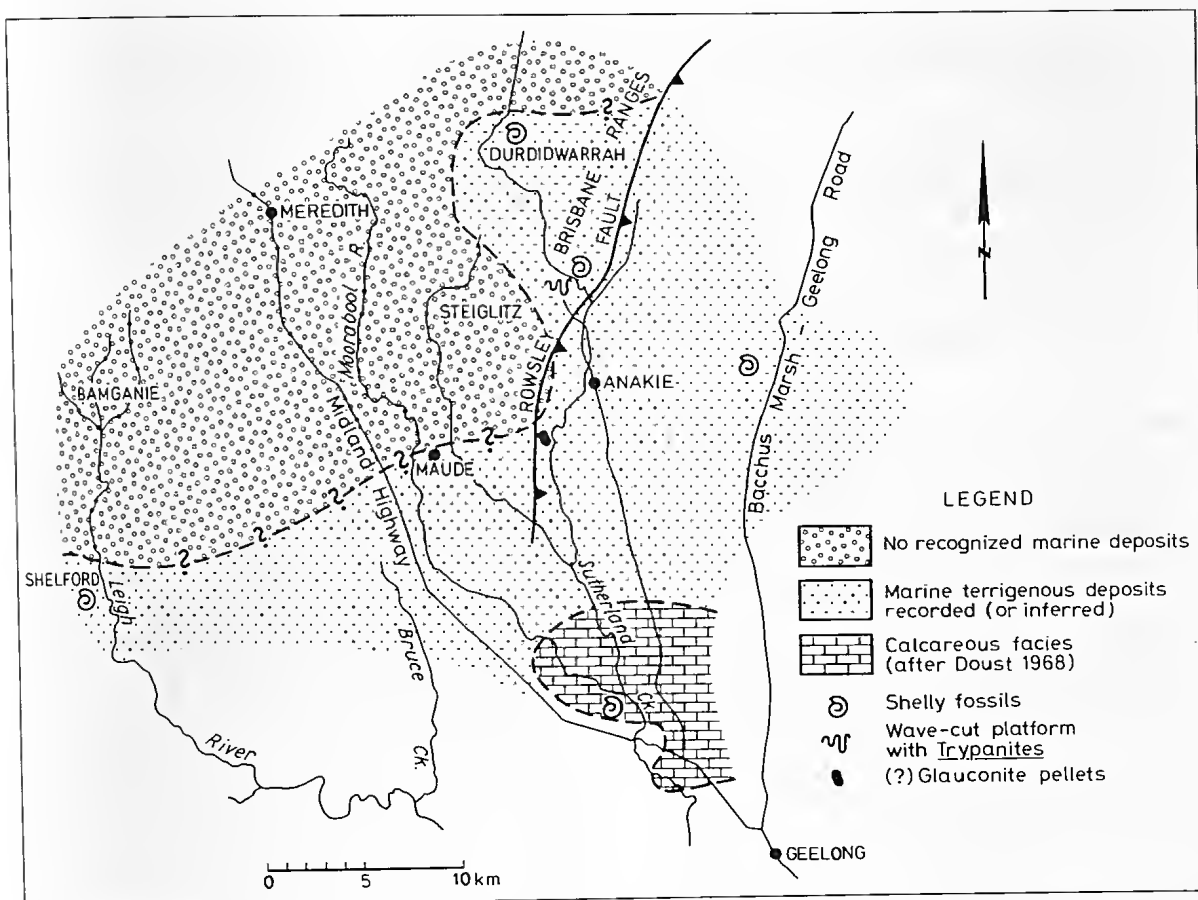 RANGES
?
DURDIDWARRAH
BRISBANE
FAULT
MEREDITH
Moorabool R.
STEIGLITZ
ROWSLEY
ANAKIE
BAMGANIE
Midland Highway
MAUDE
?
?
?
?
?
SHELFORD
Leigh
River
Bruce
Ck.
Sutherland
Ck.
Bacchus Marsh - Geelong Road
N
LEGEND
No recognized marine deposits
Marine terrigenous deposits
recorded (or inferred)
Calcareous facies
(after Doust 1968)
Shelly fossils
Wave-cut platform
with Trypanites
(?) Glauconite pellets
GEELONG
0 5 10 km